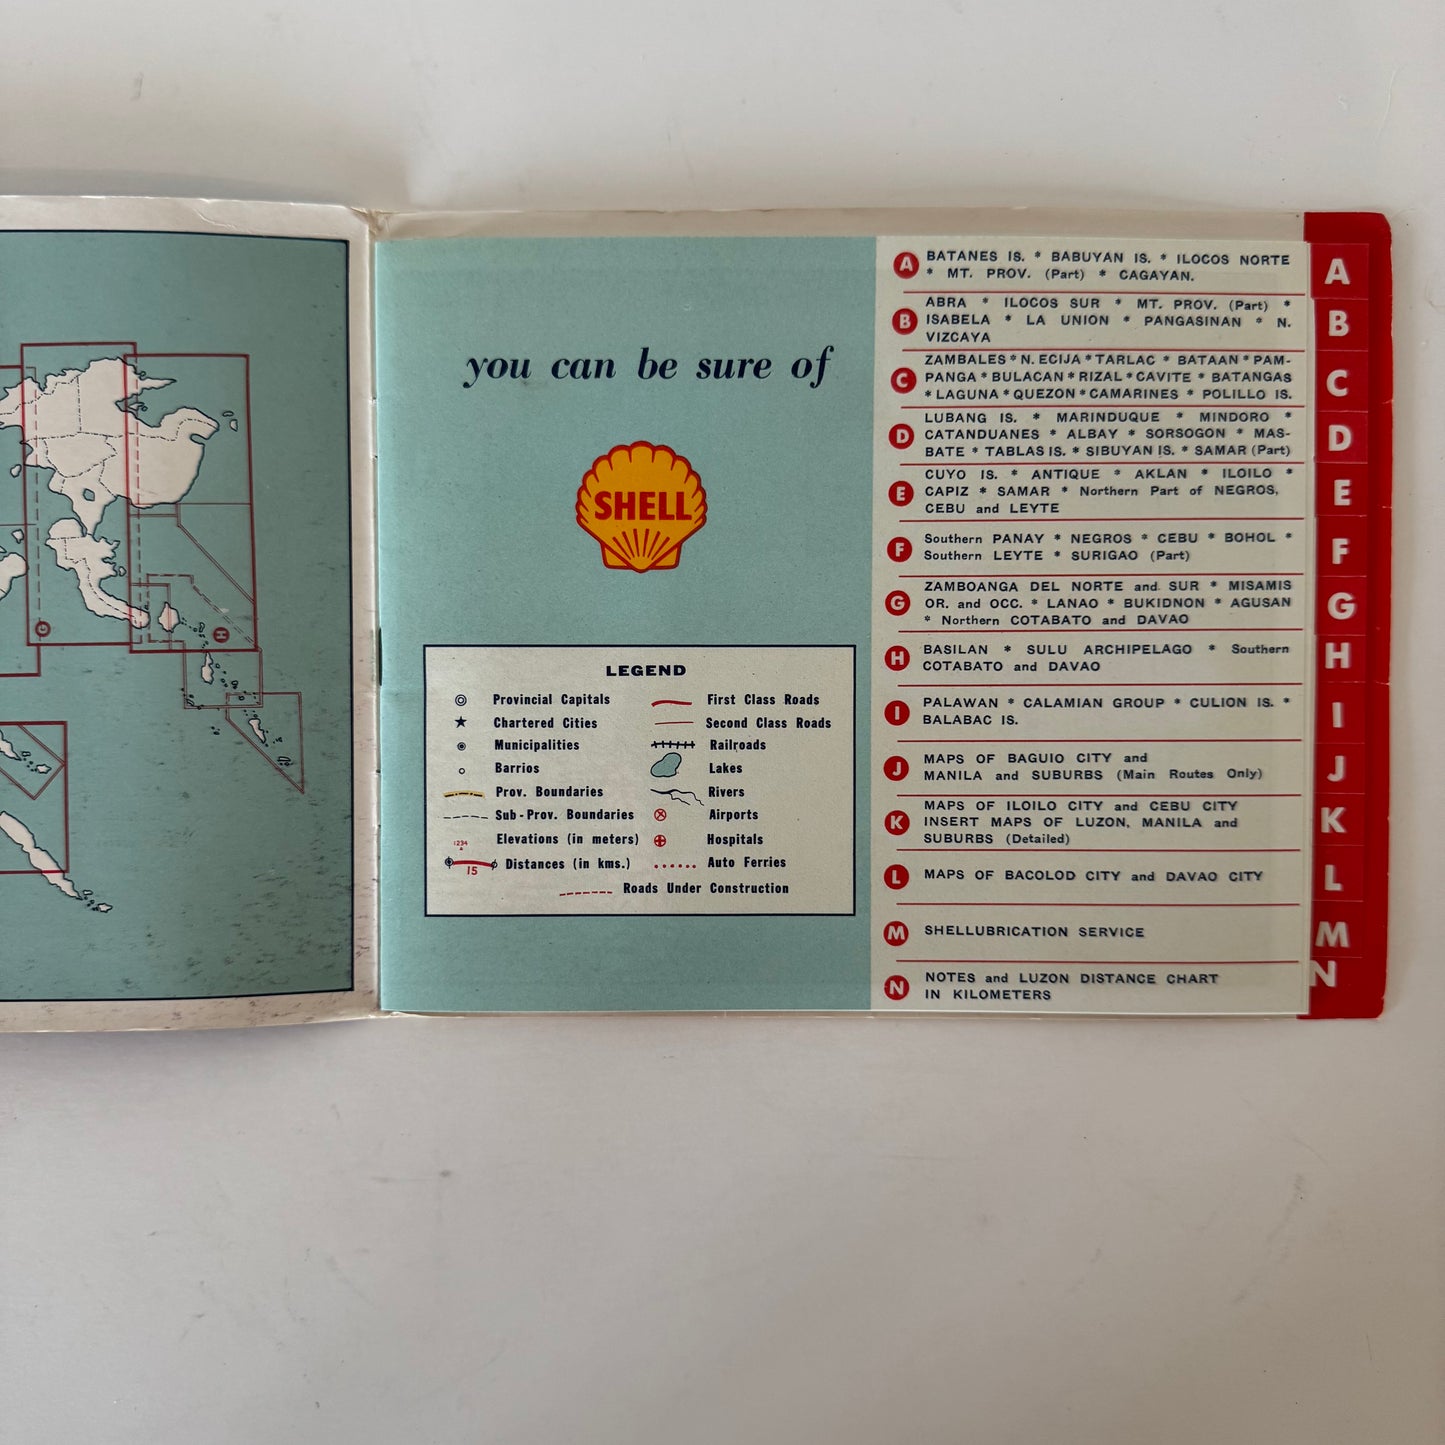 G
H
you can be sure of
SHELL
LEGEND
Provincial Capitals
Chartered Cities
Municipalities
Barrios
Prov. Boundaries
Sub-Prov. Boundaries
1234
Elevations (in meters)
15
Distances (in kms.)
First Class Roads
Second Class Roads
Railroads
Lakes
Rivers
Airports
Hospitals
Auto Ferries
Roads Under Construction
A BATANES IS. * BABUYAN IS. * ILOCOS NORTE
* MT. PROV. (Part) * CAGAYAN.
B ABRA * ILOCOS SUR * MT. PROV. (Part) *
ISABELA * LA UNION * PANGASINAN * N.
VIZCAYA
C ZAMBALES * N. ECIJA * TARLAC * BATAAN * PAM-
PANGA * BULACAN * RIZAL * CAVITE * BATANGAS
* LAGUNA * QUEZON * CAMARINES * POLILLO IS.
D LUBANG IS. * MARINDUQUE * MINDORO *
CATANDUANES * ALBAY * SORSOGON * MAS-
BATE * TABLAS IS. * SIBUYAN IS. * SAMAR (Part)
E CUYO IS. * ANTIQUE * AKLAN * ILOILO *
CAPIZ * SAMAR * Northern Part of NEGROS,
CEBU and LEYTE
F Southern PANAY * NEGROS * CEBU * BOHOL *
Southern LEYTE * SURIGAO (Part)
G ZAMBOANGA DEL NORTE and SUR * MISAMIS
OR. and OCC. * LANAO * BUKIDNON * AGUSAN
* Northern COTABATO and DAVAO
H BASILAN * SULU ARCHIPELAGO * Southern
COTABATO and DAVAO
I PALAWAN * CALAMIAN GROUP * CULION IS. *
BALABAC IS.
J MAPS OF BAGUIO CITY and
MANILA and SUBURBS (Main Routes Only)
K MAPS OF ILOILO CITY and CEBU CITY
INSERT MAPS OF LUZON, MANILA and
SUBURBS (Detailed)
L MAPS OF BACOLOD CITY and DAVAO CITY
M SHELLUBRICATION SERVICE
N NOTES and LUZON DISTANCE CHART
IN KILOMETERS
A
B
C
D
E
F
G
H
I
J
K
L
M
N